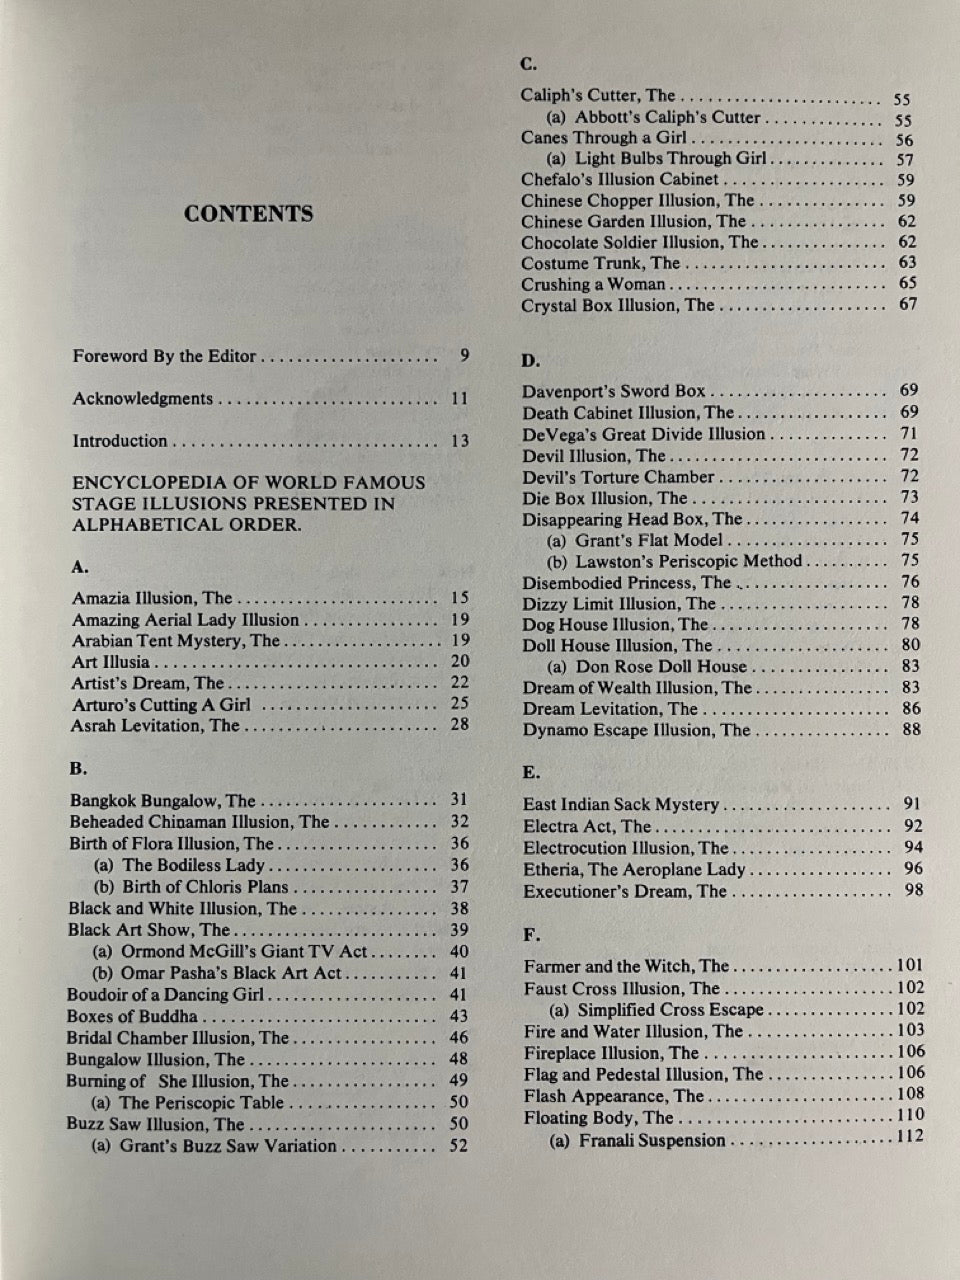 CONTENTS
Foreword By the Editor ..................... 9
Acknowledgments .......................... 11
Introduction ................................ 13
ENCYCLOPEDIA OF WORLD FAMOUS
STAGE ILLUSIONS PRESENTED IN
ALPHABETICAL ORDER.
A.
Amazia Illusion, The ........................ 15
Amazing Aerial Lady Illusion ................ 19
Arabian Tent Mystery, The ................... 19
Art Illusia .................................. 20
Artist's Dream, The ......................... 22
Arturo's Cutting A Girl ..................... 25
Asrah Levitation, The ....................... 28
B.
Bangkok Bungalow, The ..................... 31
Beheaded Chinaman Illusion, The ............ 32
Birth of Flora Illusion, The ................... 36
(a) The Bodiless Lady .................... 36
(b) Birth of Chloris Plans ................. 37
Black and White Illusion, The ................ 38
Black Art Show, The ......................... 39
(a) Ormond McGill's Giant TV Act ........ 40
(b) Omar Pasha's Black Art Act ........... 41
Boudoir of a Dancing Girl .................... 41
Boxes of Buddha ............................ 43
Bridal Chamber Illusion, The ................. 46
Bungalow Illusion, The ...................... 48
Burning of She Illusion, The .................. 49
(a) The Periscopic Table .................. 50
Buzz Saw Illusion, The ....................... 50
(a) Grant's Buzz Saw Variation ........... 52
C.
Caliph's Cutter, The ........................ 55
(a) Abbott's Caliph's Cutter .............. 55
Canes Through a Girl ....................... 56
(a) Light Bulbs Through Girl .............. 57
Chefalo's Illusion Cabinet ................... 59
Chinese Chopper Illusion, The ............... 59
Chinese Garden Illusion, The ................ 62
Chocolate Soldier Illusion, The ............... 62
Costume Trunk, The ........................ 63
Crushing a Woman .......................... 65
Crystal Box Illusion, The .................... 67
D.
Davenport's Sword Box ..................... 69
Death Cabinet Illusion, The .................. 69
DeVega's Great Divide Illusion .............. 71
Devil Illusion, The .......................... 72
Devil's Torture Chamber .................... 72
Die Box Illusion, The ....................... 73
Disappearing Head Box, The ................. 74
(a) Grant's Flat Model ................... 75
(b) Lawston's Periscopic Method .......... 75
Disembodied Princess, The .................. 76
Dizzy Limit Illusion, The .................... 78
Dog House Illusion, The ..................... 78
Doll House Illusion, The ..................... 80
(a) Don Rose Doll House ................ 83
Dream of Wealth Illusion, The ................ 83
Dream Levitation, The ...................... 86
Dynamo Escape Illusion, The ................ 88
E.
East Indian Sack Mystery .................... 91
Electra Act, The ............................ 92
Electrocution Illusion, The ................... 94
Etheria, The Aeroplane Lady ................. 96
Executioner's Dream, The ................... 98
F.
Farmer and the Witch, The ................... 101
Faust Cross Illusion, The .................... 102
(a) Simplified Cross Escape ............... 102
Fire and Water Illusion, The .................. 103
Fireplace Illusion, The ....................... 106
Flag and Pedestal Illusion, The ............... 106
Flash Appearance, The ...................... 108
Floating Body, The .......................... 110
(a) Franali Suspension .................... 112